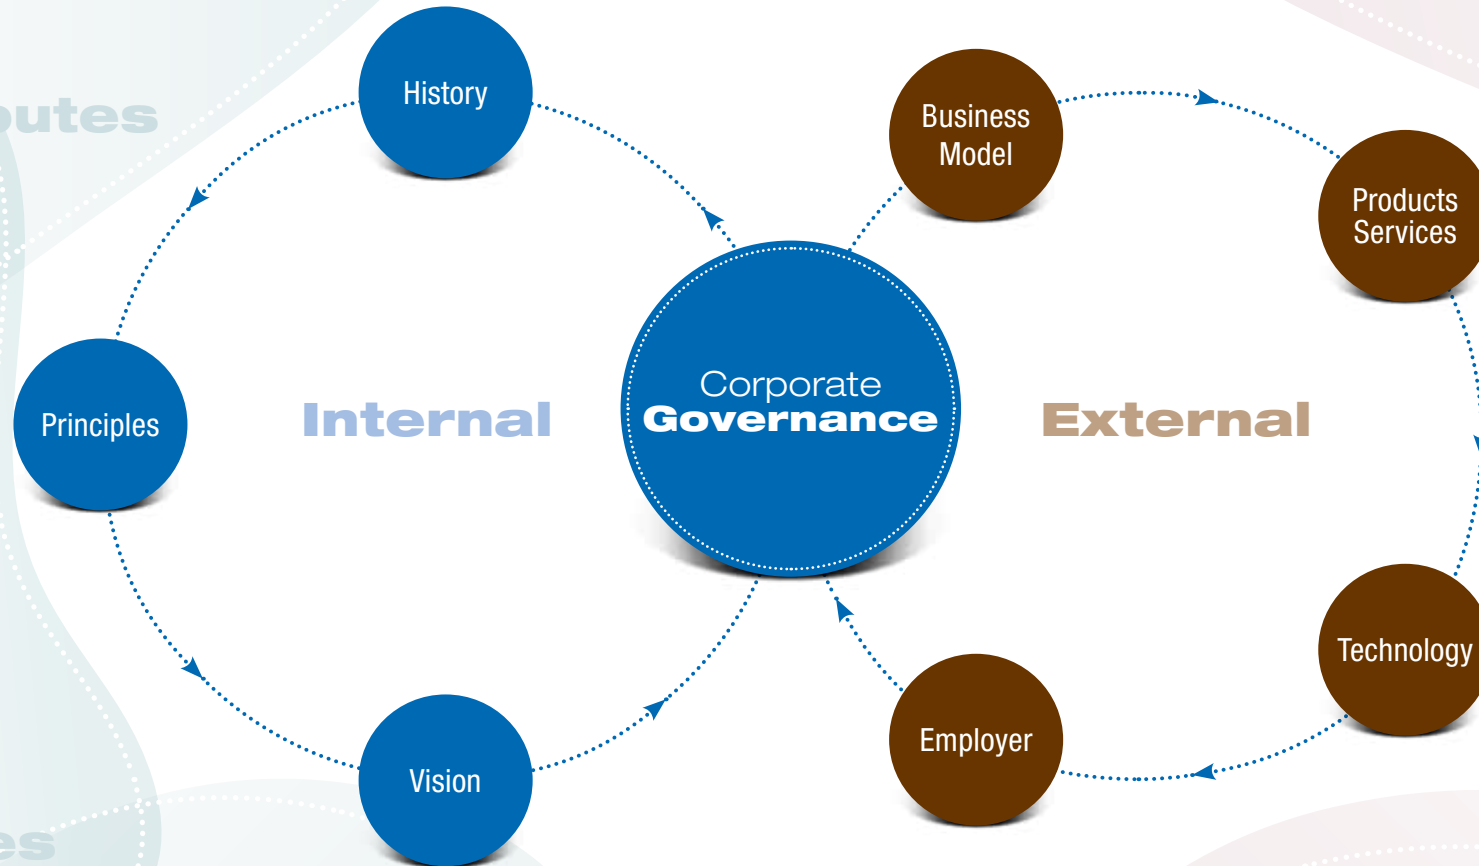 History
Business
Model
Products
Services
Corporate
Governance
Internal
External
Principles
Technology
Employer
Vision